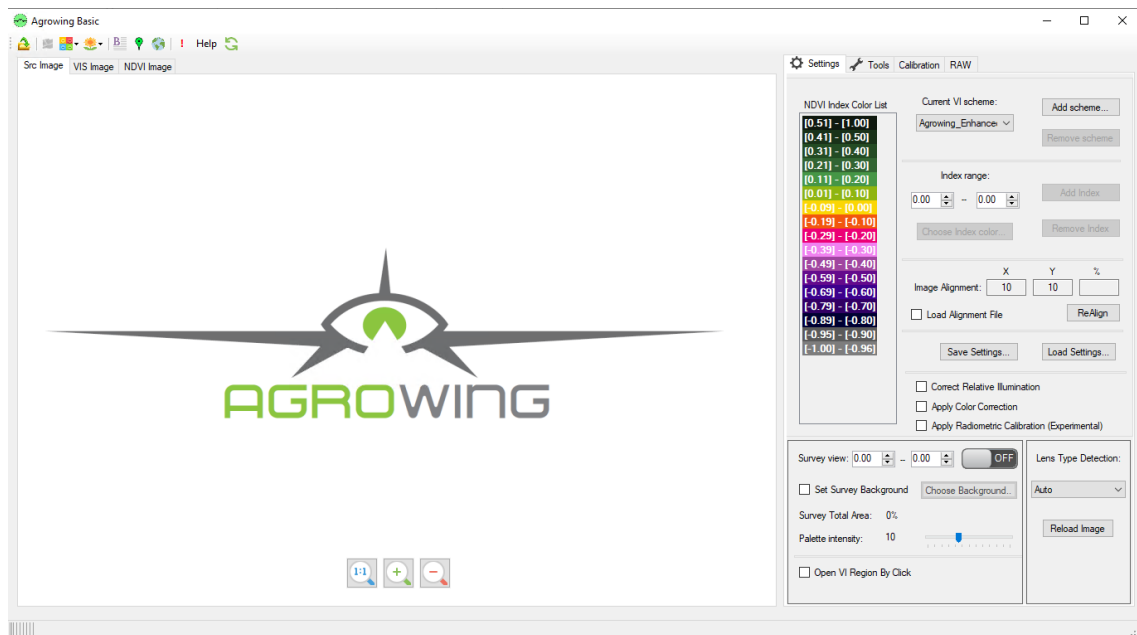 Agrowing Basic
B Help
Src Image VIS Image NDVI Image
Settings Tools Calibration RAW
NDVI Index Color List
Current VI scheme:
Add scheme...
[0.51] - [1.00]
Agrowing_Enhance
[0.41] - [0.50]
Remove scheme
[0.31] - [0.40]
[0.21] - [0.30]
[0.11] - [0.20]
Index range:
[0.01] - [0.10]
Add Index
0.00 - 0.00
[-0.09] - [0.00]
[-0.19] - [-0.10]
Choose Index color...
Remove Index
[-0.29] - [-0.20]
[-0.39] - [-0.30]
[-0.49] - [-0.40]
X Y %
[-0.59] - [-0.50]
Image Alignment: 10 10
[-0.69] - [-0.60]
[-0.79] - [-0.70]
Load Alignment File
ReAlign
[-0.89] - [-0.80]
[-0.95] - [-0.90]
[-1.00] - [-0.96]
Save Settings... Load Settings...
AGROWING
Correct Relative Illumination
Apply Color Correction
Apply Radiometric Calibration (Experimental)
Survey view: 0.00 - 0.00 OFF
Set Survey Background Choose Background..
Survey Total Area: 0%
Palette intensity: 10
Open VI Region By Click
Lens Type Detection:
Auto
Reload Image
1:1